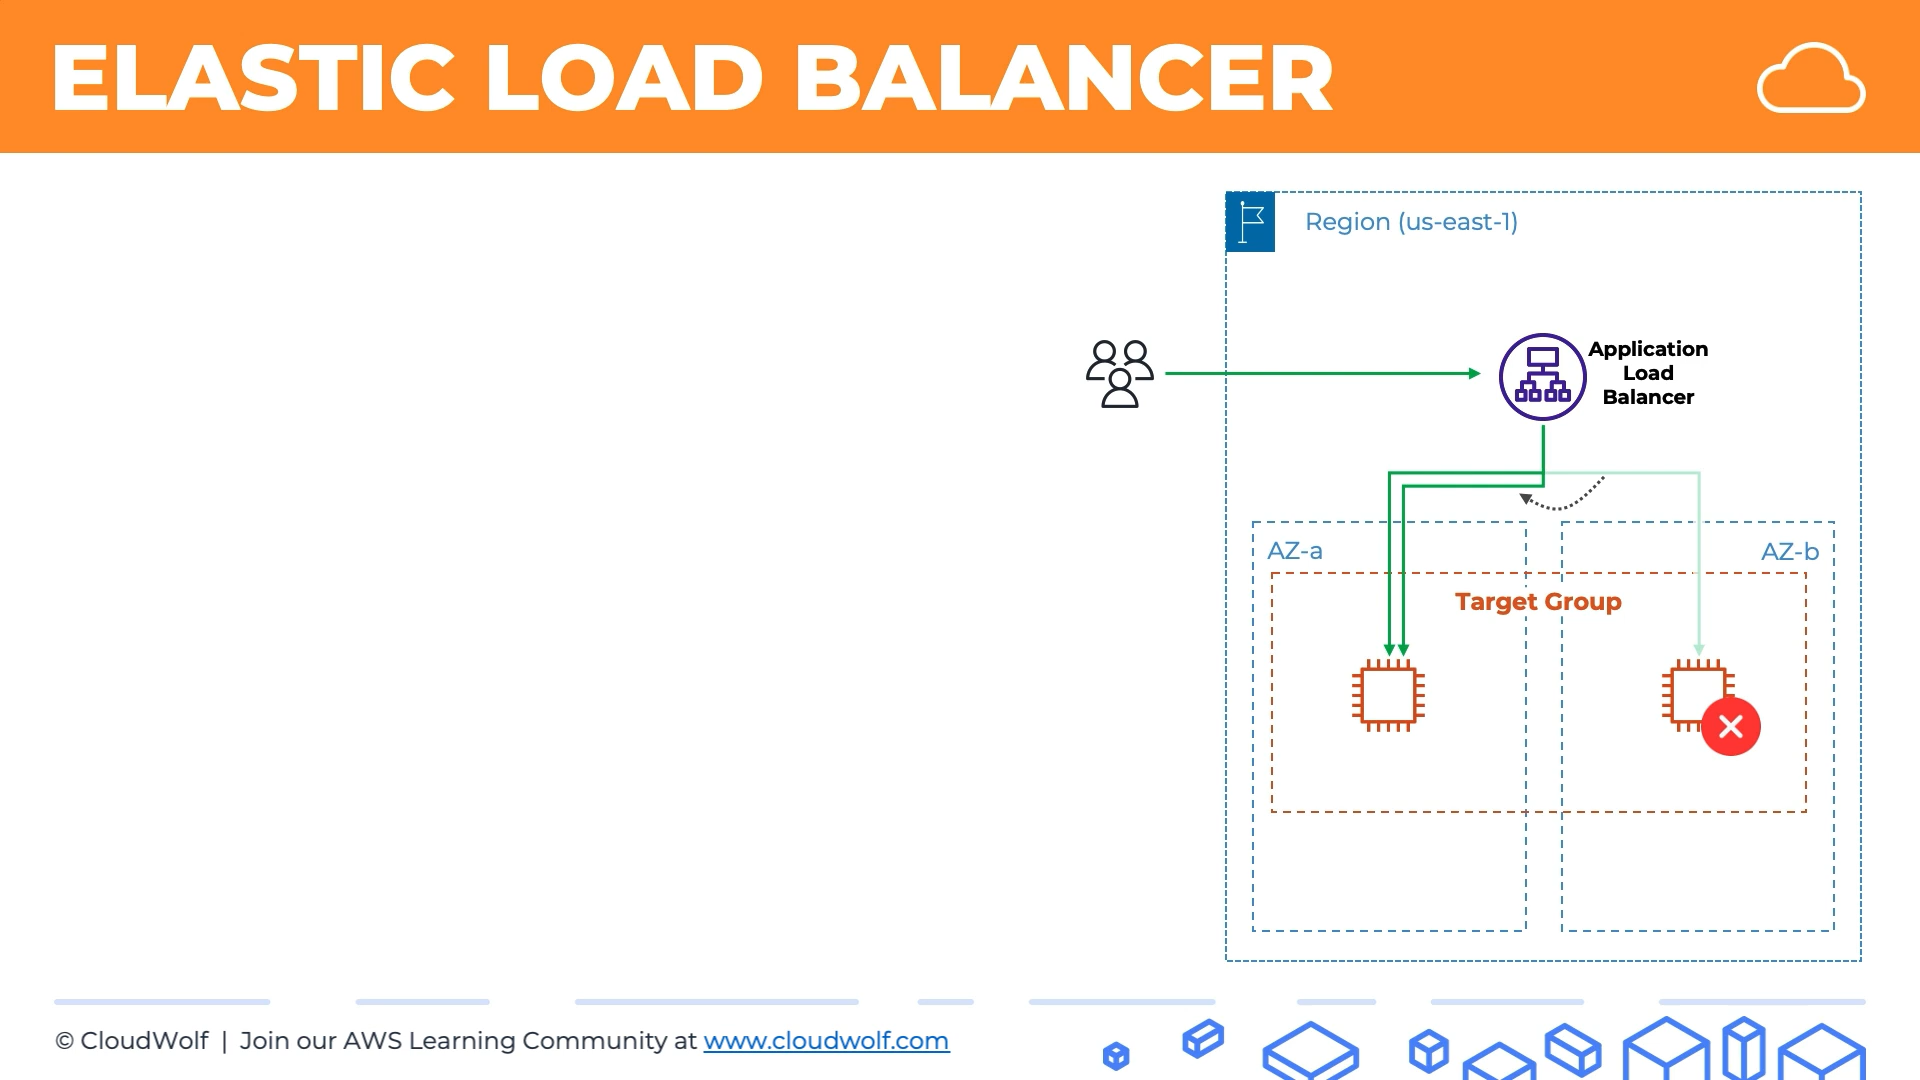 ELASTIC LOAD BALANCER
Region (us-east-1)
Application
Load
Balancer
AZ-a
AZ-b
Target Group
© CloudWolf | Join our AWS Learning Community at www.cloudwolf.com